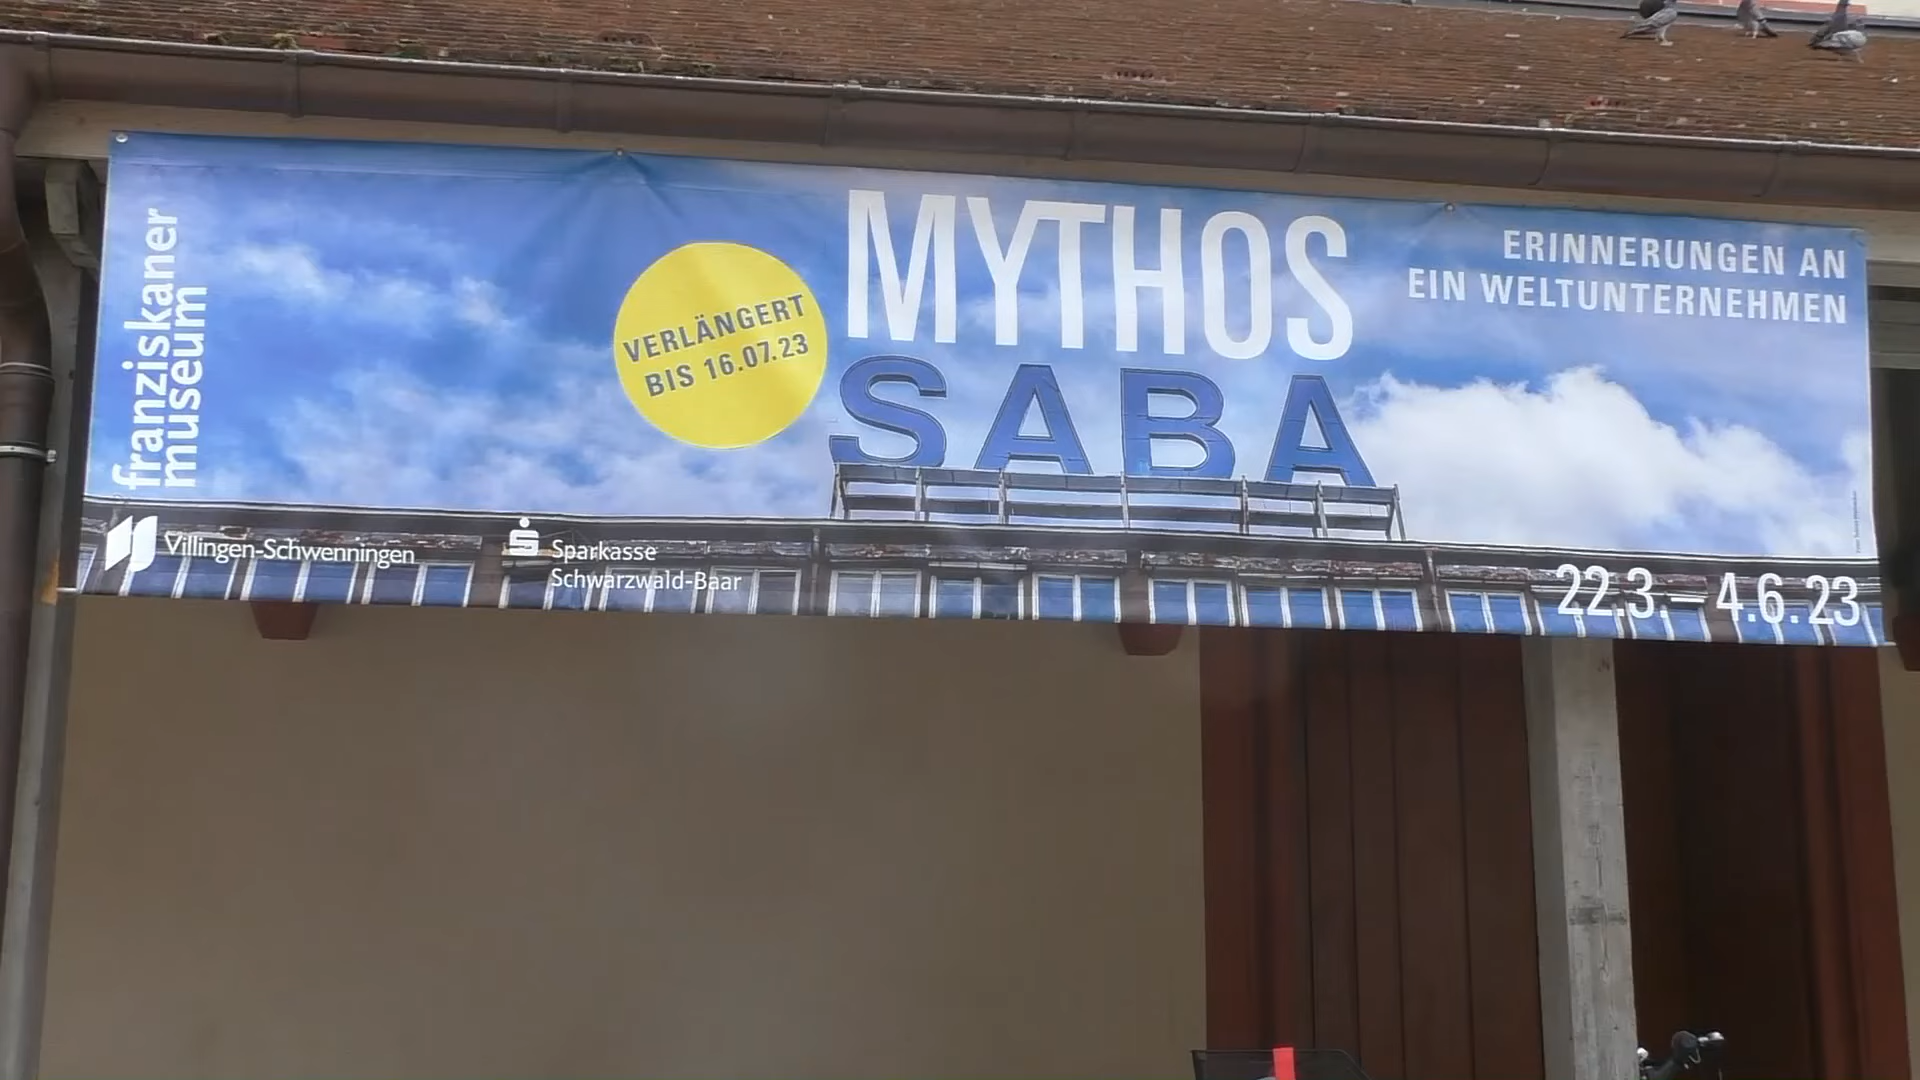 franziskaner
museum
VERLÄNGERT
BIS 16.07.23
MYTHOS
SABA
ERINNERUNGEN AN
EIN WELTUNTERNEHMEN
Villingen-Schwenningen
Sparkasse
Schwarzwald-Baar
22.3.– 4.6.23